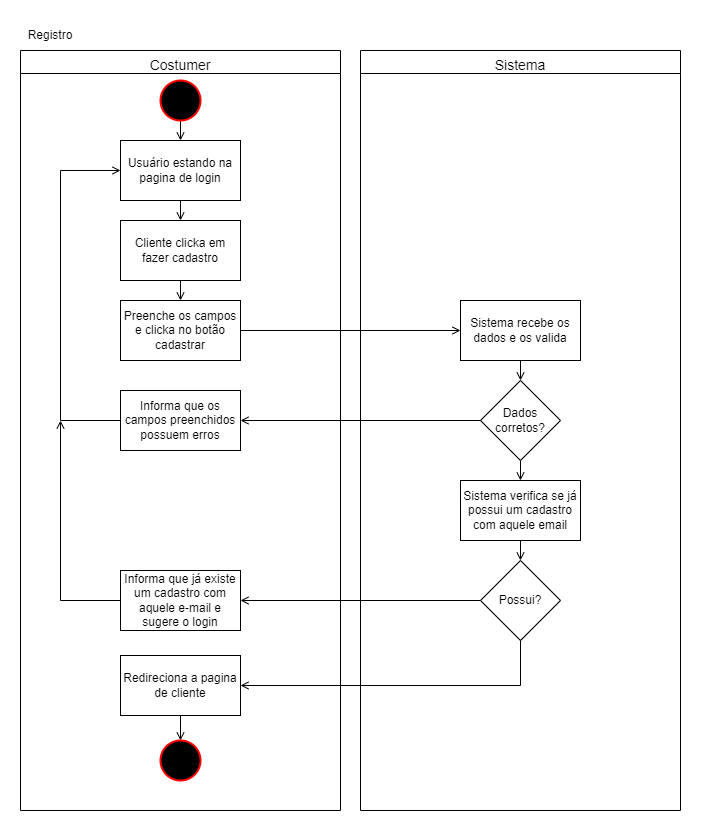 Registro
Costumer
Sistema
Usuário estando na
pagina de login
Cliente clicka em
fazer cadastro
Preenche os campos
e clicka no botão
cadastrar
Sistema recebe os
dados e os valida
Dados
corretos?
Informa que os
campos preenchidos
possuem erros
Sistema verifica se já
possui um cadastro
com aquele email
Possui?
Informa que já existe
um cadastro com
aquele e-mail e
sugere o login
Redireciona a pagina
de cliente